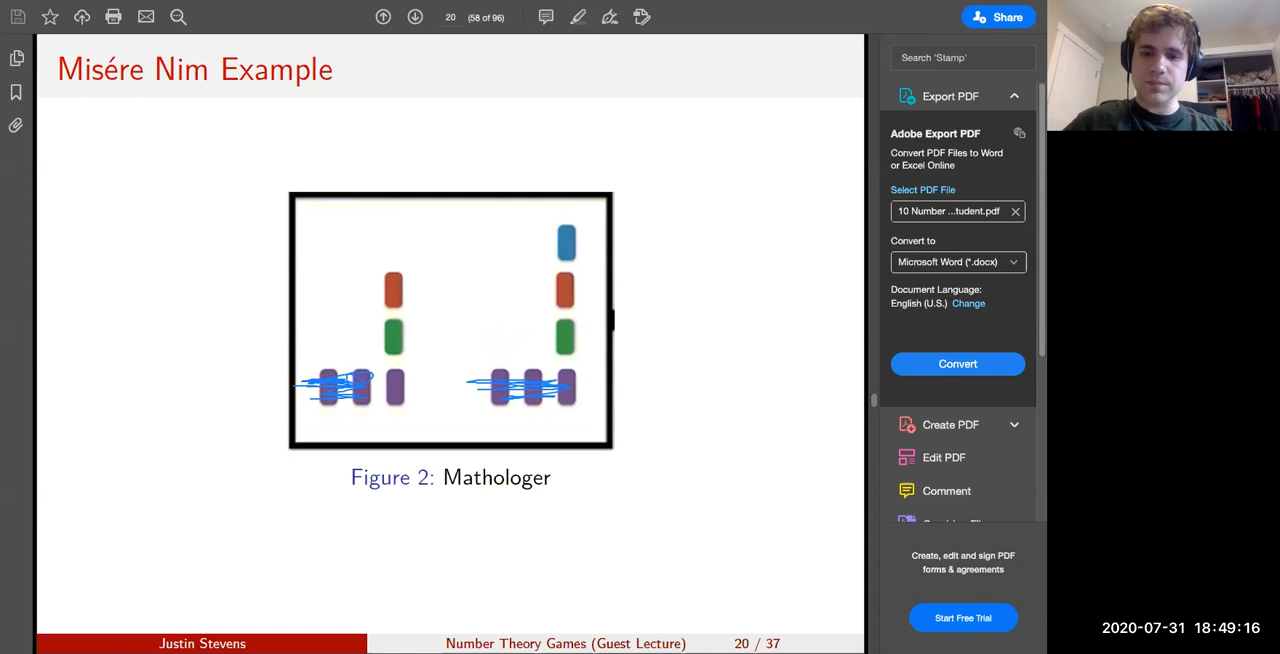 20
(58 of 96)
Share
Misére Nim Example
Search 'Stamp'
Export PDF
Adobe Export PDF
Convert PDF Files to Word
or Excel Online
Select PDF File
10 Number ...tudent.pdf
Convert to
Microsoft Word (*.docx)
Document Language:
English (U.S.) Change
Convert
Create PDF
Edit PDF
Comment
Figure 2: Mathologer
Access, edit and sign PDF
forms & agreements
Start Free Trial
Justin Stevens
Number Theory Games (Guest Lecture)
20 / 37
2020-07-31 18:49:16